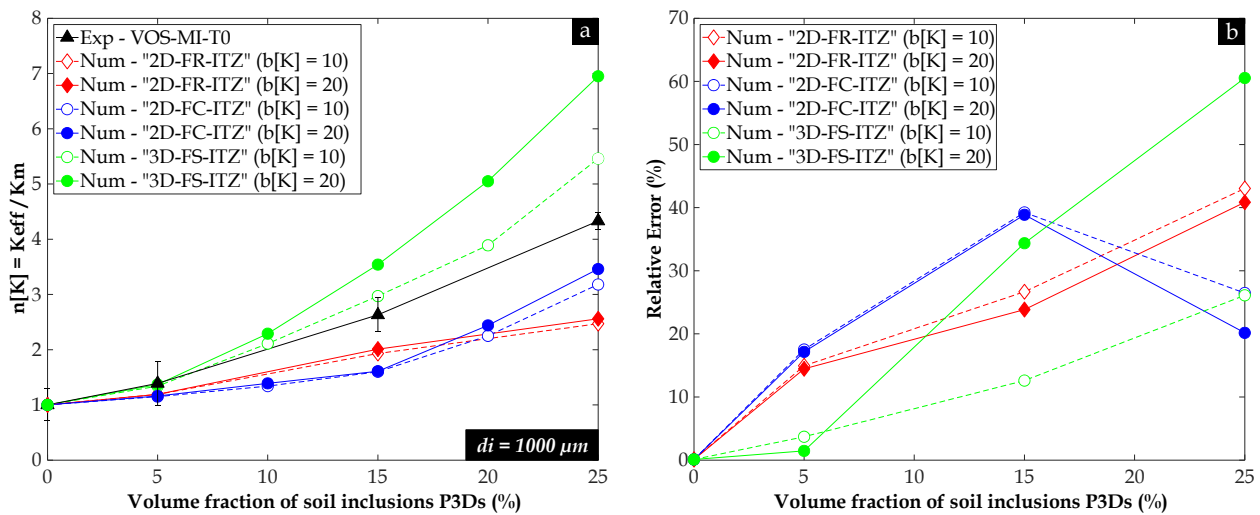 8
7
6
5
4
3
2
1
0
n[K] = Keff / Km
a
Exp - VOS-MI-T0
Num - "2D-FR-ITZ" (b[K] = 10)
Num - "2D-FR-ITZ" (b[K] = 20)
Num - "2D-FC-ITZ" (b[K] = 10)
Num - "2D-FC-ITZ" (b[K] = 20)
Num - "3D-FS-ITZ" (b[K] = 10)
Num - "3D-FS-ITZ" (b[K] = 20)
di = 1000 μm
0 5 10 15 20 25
Volume fraction of soil inclusions P3Ds (%)
70
60
50
40
30
20
10
0
Relative Error (%)
b
Num - "2D-FR-ITZ" (b[K] = 10)
Num - "2D-FR-ITZ" (b[K] = 20)
Num - "2D-FC-ITZ" (b[K] = 10)
Num - "2D-FC-ITZ" (b[K] = 20)
Num - "3D-FS-ITZ" (b[K] = 10)
Num - "3D-FS-ITZ" (b[K] = 20)
0 5 10 15 20 25
Volume fraction of soil inclusions P3Ds (%)